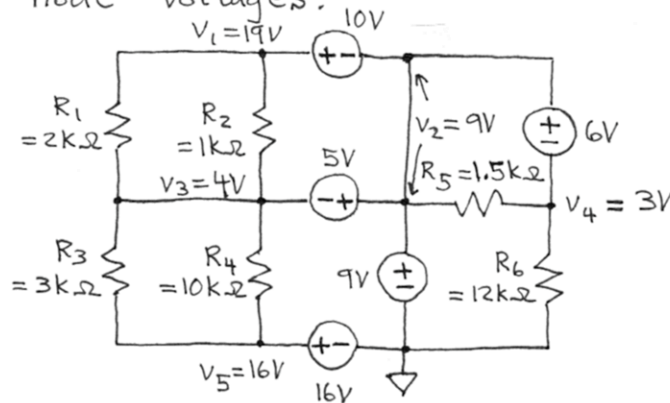 node voltages.
V₁=19V
10V
R₁
=2kΩ
R₂
=1kΩ
+-
V₂=9V
±
6V
5V
R₅=1.5kΩ
V₃=4V
-+
V₄ = 3V
R₃
=3kΩ
R₄
=10kΩ
9V
±
R₆
=12kΩ
+-
V₅=16V
16V